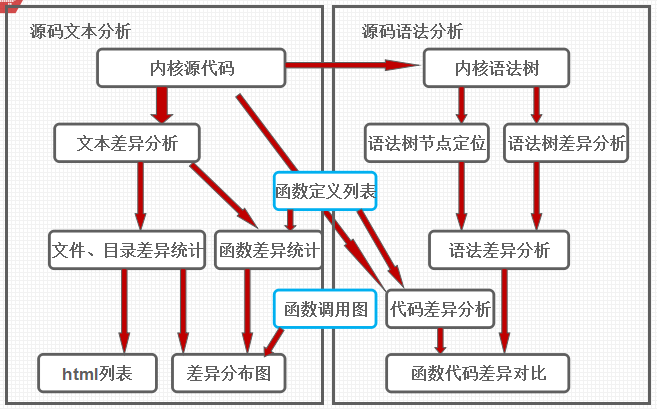 源码文本分析
源码语法分析
内核源代码
内核语法树
文本差异分析
语法树节点定位
语法树差异分析
函数定义列表
文件、目录差异统计
函数差异统计
语法差异分析
函数调用图
代码差异分析
html列表
差异分布图
函数代码差异对比